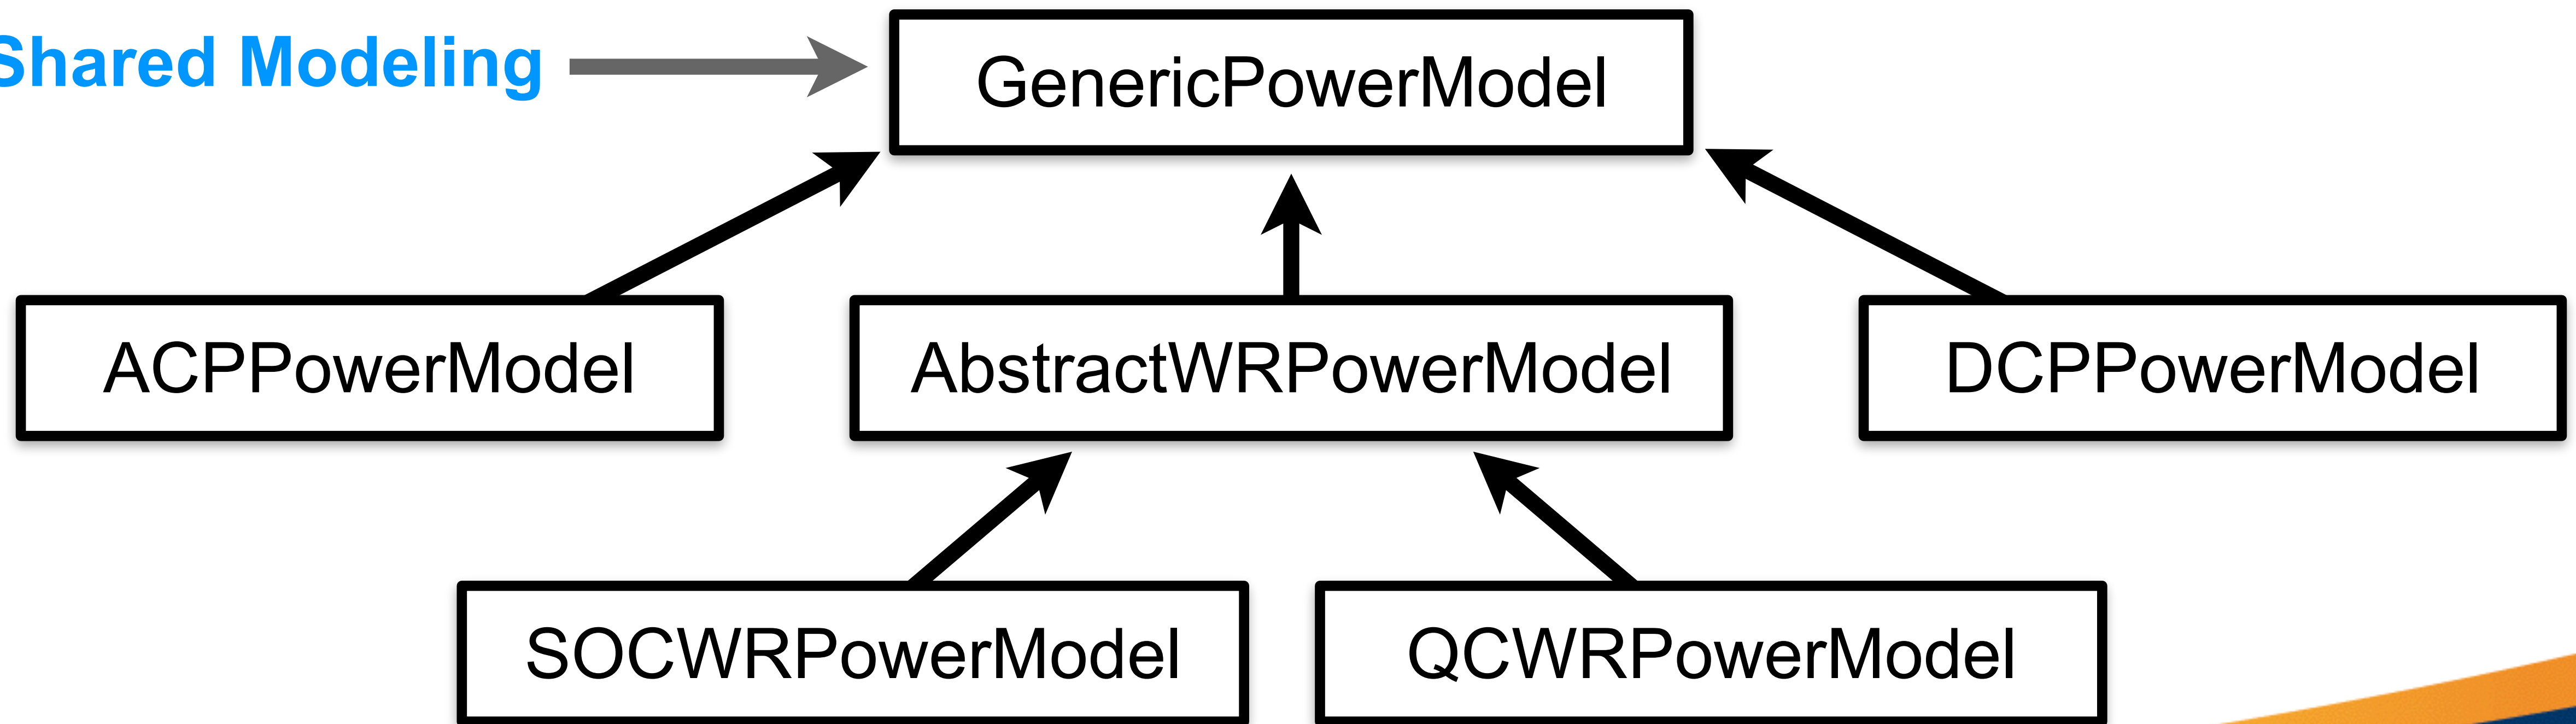 Shared Modeling
GenericPowerModel
ACPPowerModel
AbstractWRPowerModel
DCPPowerModel
SOCWRPowerModel
QCWRPowerModel